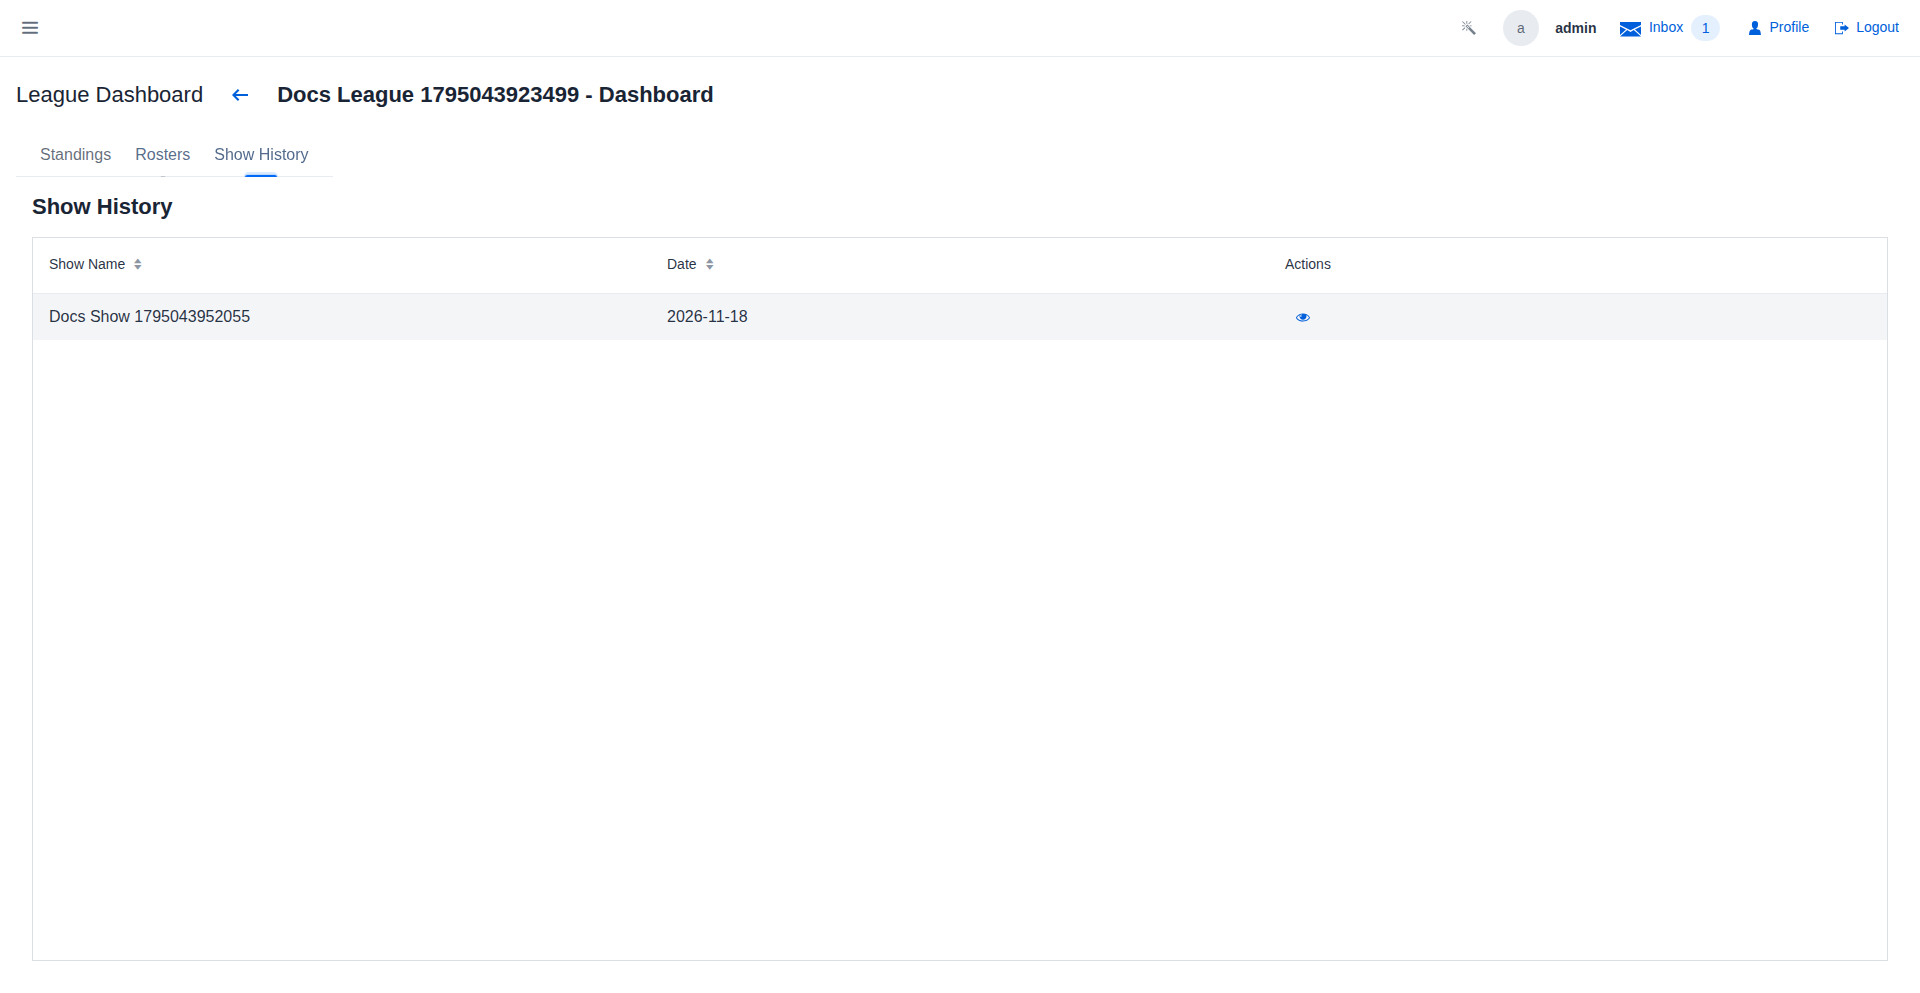 a admin Inbox 1 Profile Logout
League Dashboard Docs League 1795043923499 - Dashboard
Standings Rosters Show History
Show History
Show Name Date Actions
Docs Show 1795043952055 2026-11-18